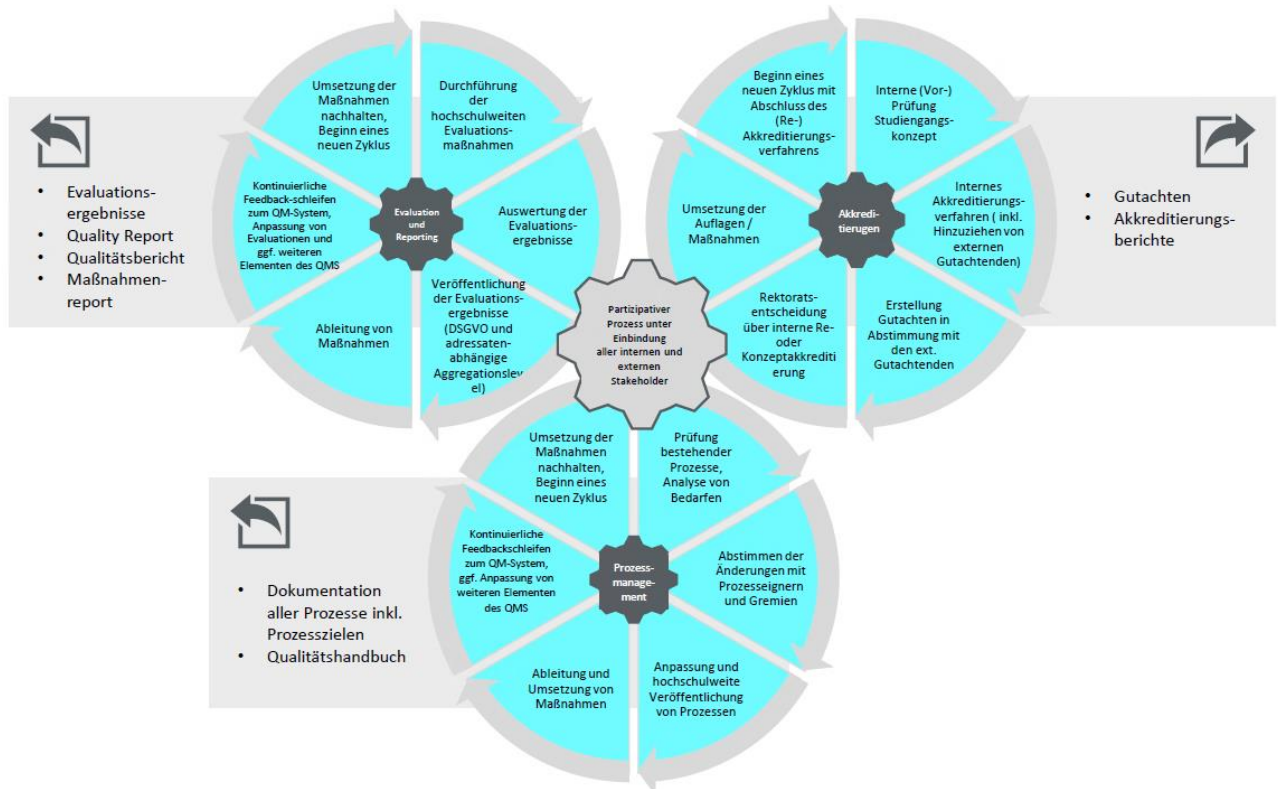 Umsetzung der
Maßnahmen
nachhalten,
Beginn eines
neuen Zyklus
Durchführung
der
hochschulweiten
Evaluations-
maßnahmen
Auswertung der
Evaluations-
ergebnisse
Veröffentlichung
der Evaluations-
ergebnisse
(DSGVO und
adressaten-
abhängige
Aggregationslev
el)
Ableitung von
Maßnahmen
Kontinuierliche
Feedback-schleifen
zum QM-System,
Anpassung von
Evaluationen und
ggf. weiteren
Elementen des QMS
Evaluation
und
Reporting
• Evaluations-
ergebnisse
• Quality Report
• Qualitätsbericht
• Maßnahmen-
report
Beginn eines
neuen Zyklus mit
Abschluss des
(Re-)
Akkreditierungs-
verfahrens
Interne (Vor-)
Prüfung
Studiengangs-
konzept
Internes
Akkreditierungs-
verfahren ( inkl.
Hinzuziehen von
externen
Gutachtenden)
Erstellung
Gutachten in
Abstimmung mit
den ext.
Gutachtenden
Rektorats-
entscheidung
über interne Re-
oder
Konzeptakkredi
tierung
Umsetzung der
Auflagen /
Maßnahmen
Akkredi-
tierugen
• Gutachten
• Akkreditierungs-
berichte
Partizipativer
Prozess unter
Einbindung
aller internen und
externen
Stakeholder
Umsetzung der
Maßnahmen
nachhalten,
Beginn eines
neuen Zyklus
Prüfung
bestehender
Prozesse,
Analyse von
Bedarfen
Abstimmen der
Änderungen mit
Prozesseignern
und Gremien
Anpassung und
hochschulweite
Veröffentlichung
von Prozessen
Ableitung und
Umsetzung von
Maßnahmen
Kontinuierliche
Feedbackschleifen
zum QM-System,
ggf. Anpassung von
weiteren Elementen
des QMS
Prozess-
manage-
ment
• Dokumentation
aller Prozesse inkl.
Prozesszielen
• Qualitätshandbuch